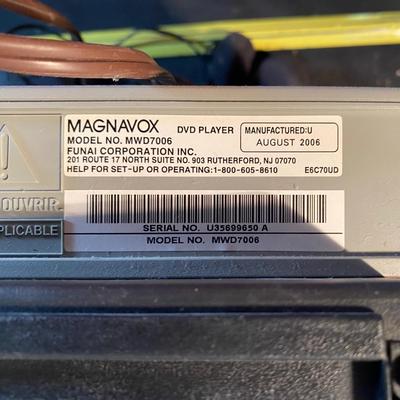 MAGNAVOX DVD PLAYER MANUFACTURED:U
MODEL NO. MWD7006 AUGUST 2006
FUNAI CORPORATION INC.
201 ROUTE 17 NORTH SUITE NO. 903 RUTHERFORD, NJ 07070
HELP FOR SET-UP OR OPERATING:1-800-605-8610 E6C70UD
OUVRIR-
PLICABLE
SERIAL NO. U35699650 A
MODEL NO. MWD7006